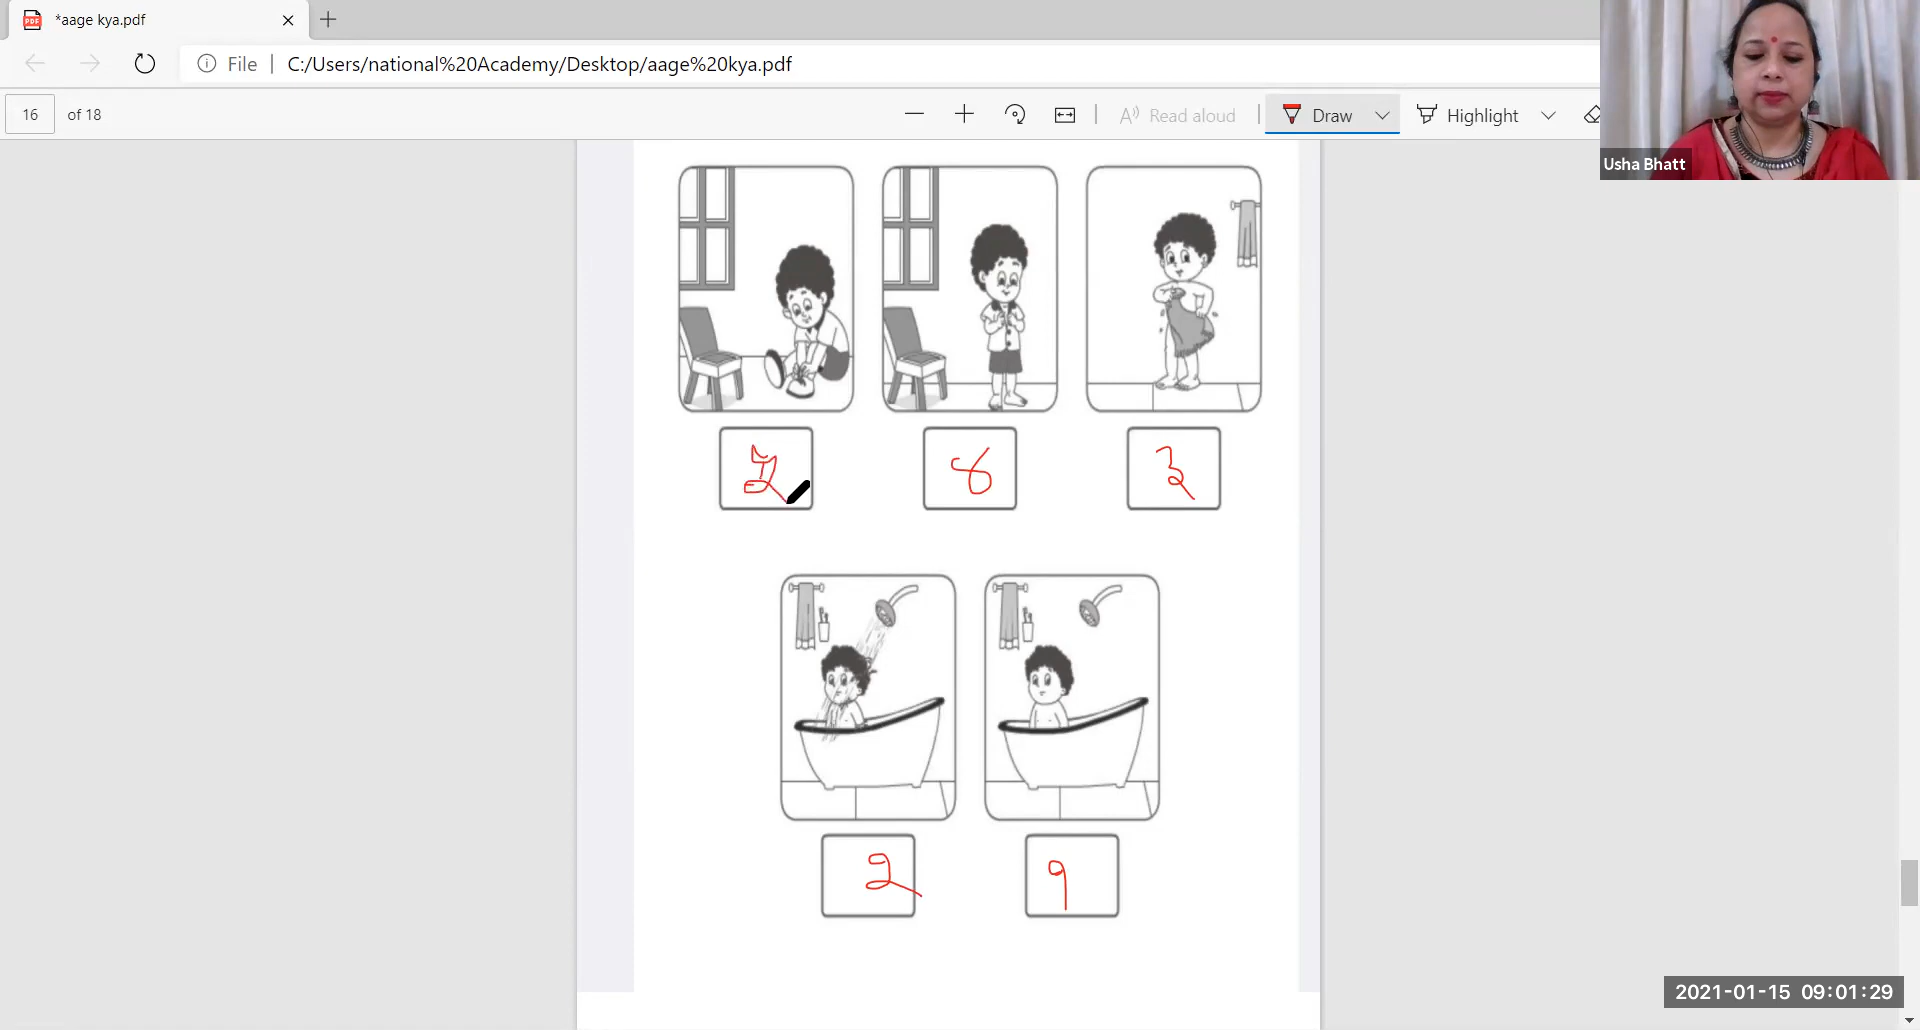 *aage kya.pdf
File | C:/Users/national%20Academy/Desktop/aage%20kya.pdf
16 of 18 Read aloud Draw Highlight
Usha Bhatt
४ ३
२ १
2021-01-15 09:01:29